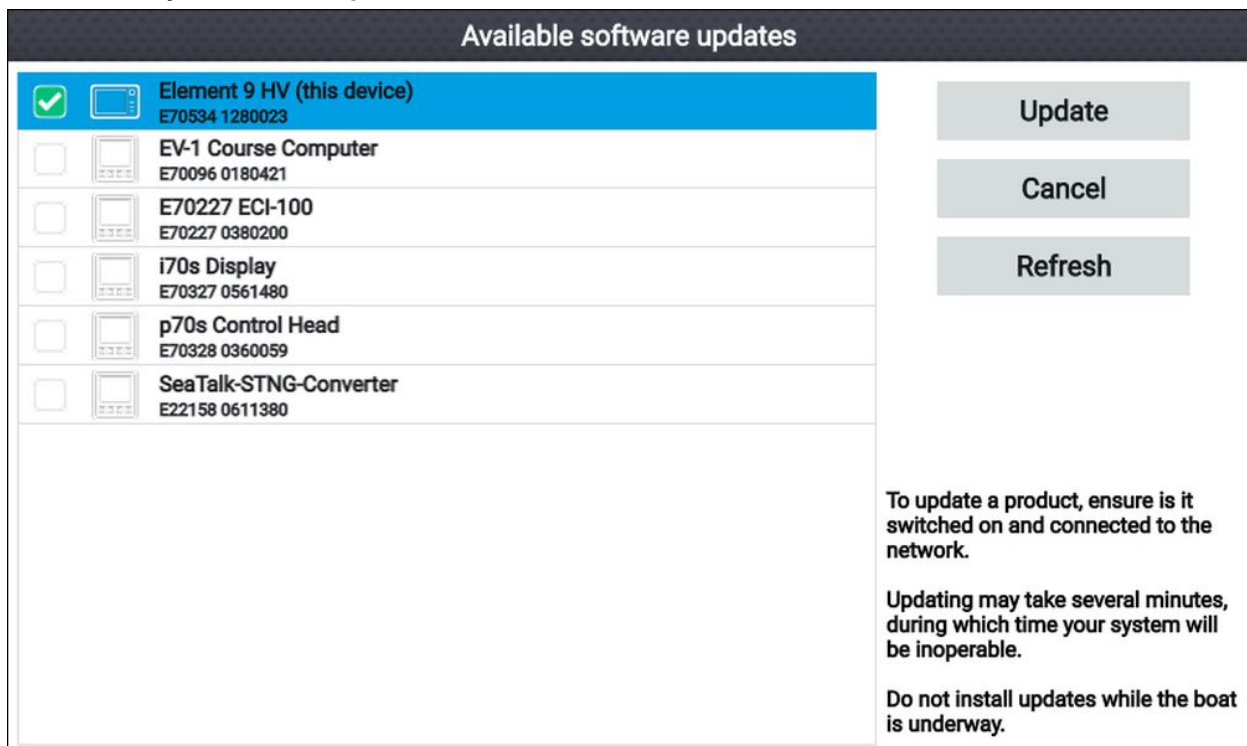 Available software updates
Element 9 HV (this device)
E70534 1280023
EV-1 Course Computer
E70096 0180421
E70227 ECI-100
E70227 0380200
i70s Display
E70327 0561480
p70s Control Head
E70328 0360059
SeaTalk-STNG-Converter
E22158 0611380
Update
Cancel
Refresh
To update a product, ensure is it
switched on and connected to the
network.
Updating may take several minutes,
during which time your system will
be inoperable.
Do not install updates while the boat
is underway.